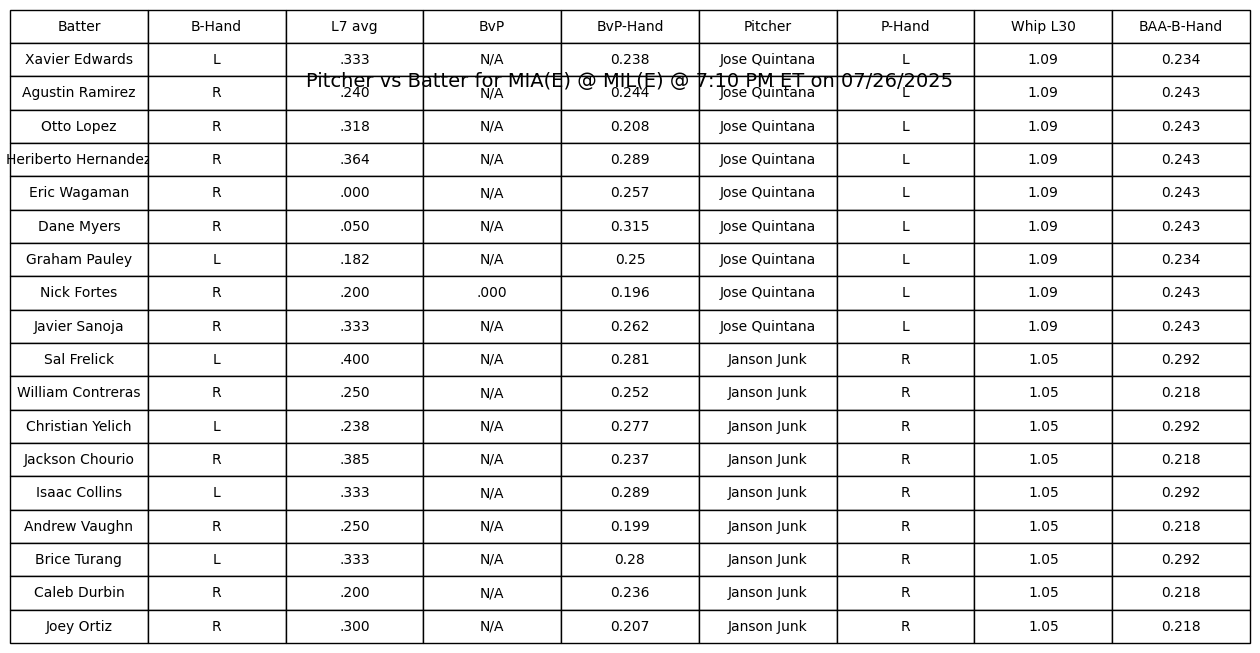 Batter B-Hand L7 avg BvP BvP-Hand Pitcher P-Hand Whip L30 BAA-B-Hand
Xavier Edwards L .333 N/A 0.238 Jose Quintana L 1.09 0.234
Pitcher vs Batter for MIA(E) @ MIL(E) @ 7:10 PM ET on 07/26/2025
Agustin Ramirez R .240 N/A 0.244 Jose Quintana L 1.09 0.243
Otto Lopez R .318 N/A 0.208 Jose Quintana L 1.09 0.243
Heriberto Hernandez R .364 N/A 0.289 Jose Quintana L 1.09 0.243
Eric Wagaman R .000 N/A 0.257 Jose Quintana L 1.09 0.243
Dane Myers R .050 N/A 0.315 Jose Quintana L 1.09 0.243
Graham Pauley L .182 N/A 0.25 Jose Quintana L 1.09 0.234
Nick Fortes R .200 .000 0.196 Jose Quintana L 1.09 0.243
Javier Sanoja R .333 N/A 0.262 Jose Quintana L 1.09 0.243
Sal Frelick L .400 N/A 0.281 Janson Junk R 1.05 0.292
William Contreras R .250 N/A 0.252 Janson Junk R 1.05 0.218
Christian Yelich L .238 N/A 0.277 Janson Junk R 1.05 0.292
Jackson Chourio R .385 N/A 0.237 Janson Junk R 1.05 0.218
Isaac Collins L .333 N/A 0.289 Janson Junk R 1.05 0.292
Andrew Vaughn R .250 N/A 0.199 Janson Junk R 1.05 0.218
Brice Turang L .333 N/A 0.28 Janson Junk R 1.05 0.292
Caleb Durbin R .200 N/A 0.236 Janson Junk R 1.05 0.218
Joey Ortiz R .300 N/A 0.207 Janson Junk R 1.05 0.218